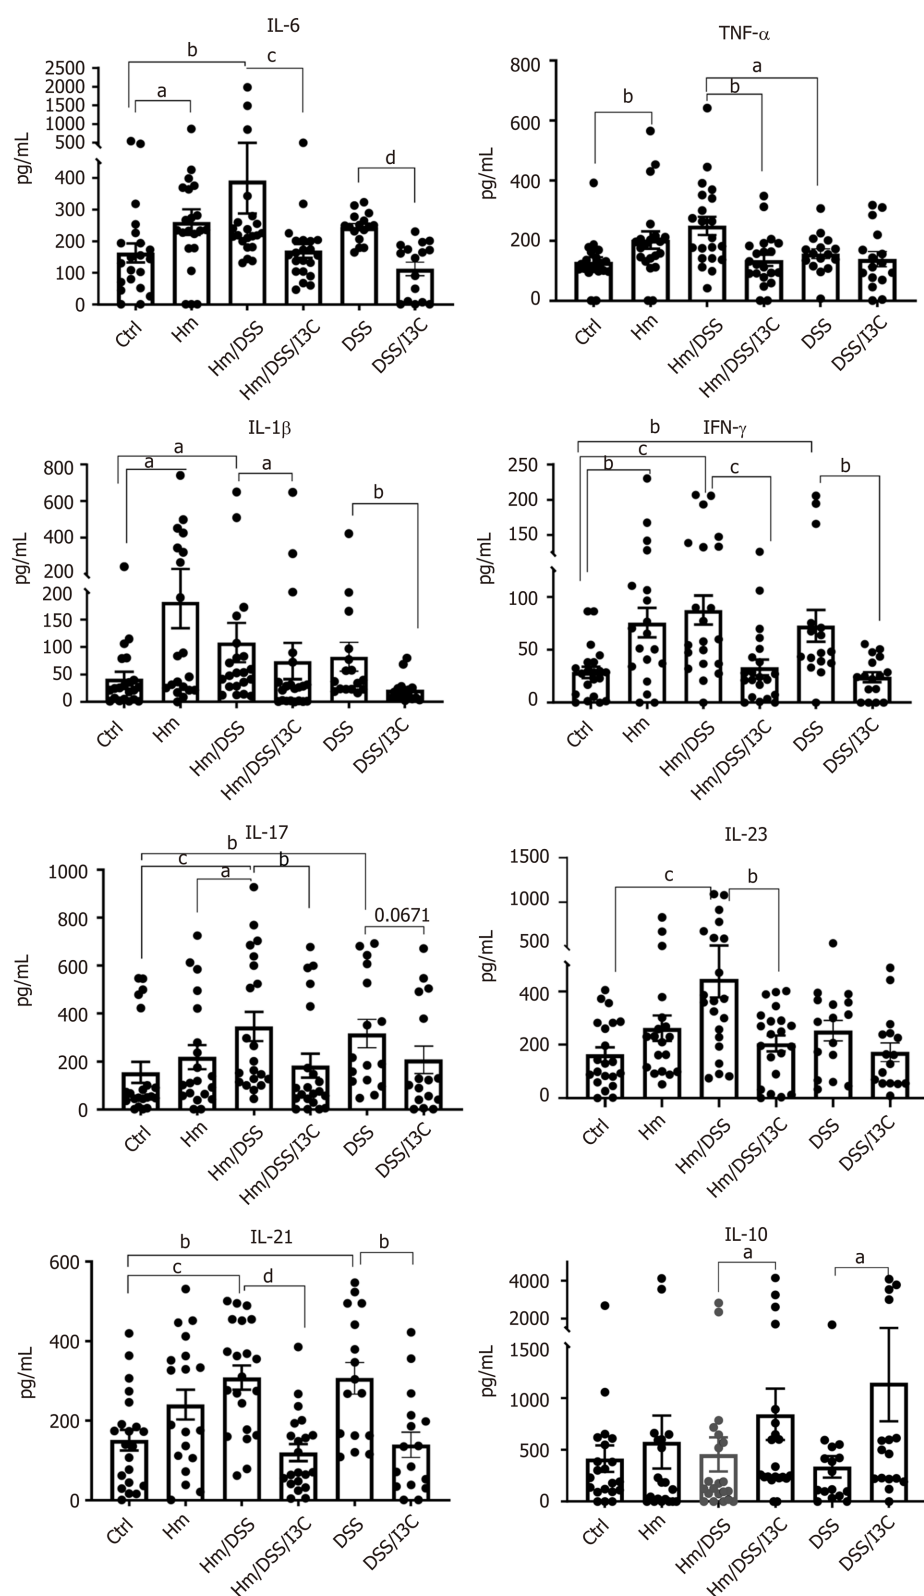 IL-6
b
c
a
d
pg/mL
2500
2000
1500
1000
500
400
300
200
100
0
Ctrl
Hm
Hm/DSS
Hm/DSS/I3C
DSS
DSS/I3C
TNF-α
a
b
b
pg/mL
800
600
400
200
0
Ctrl
Hm
Hm/DSS
Hm/DSS/I3C
DSS
DSS/I3C
IL-1β
a
a
a
b
pg/mL
800
600
400
200
200
150
100
50
0
Ctrl
Hm
Hm/DSS
Hm/DSS/I3C
DSS
DSS/I3C
IFN-γ
b
c
b
c
b
pg/mL
250
200
150
100
50
0
Ctrl
Hm
Hm/DSS
Hm/DSS/I3C
DSS
DSS/I3C
IL-17
b
c
b
a
0.0671
pg/mL
1000
800
600
400
200
0
Ctrl
Hm
Hm/DSS
Hm/DSS/I3C
DSS
DSS/I3C
IL-23
c
b
pg/mL
1500
1000
500
400
200
0
Ctrl
Hm
Hm/DSS
Hm/DSS/I3C
DSS
DSS/I3C
IL-21
b
b
c
d
pg/mL
600
400
200
0
Ctrl
Hm
Hm/DSS
Hm/DSS/I3C
DSS
DSS/I3C
IL-10
a
a
pg/mL
4000
2000
1500
1000
500
0
Ctrl
Hm
Hm/DSS
Hm/DSS/I3C
DSS
DSS/I3C